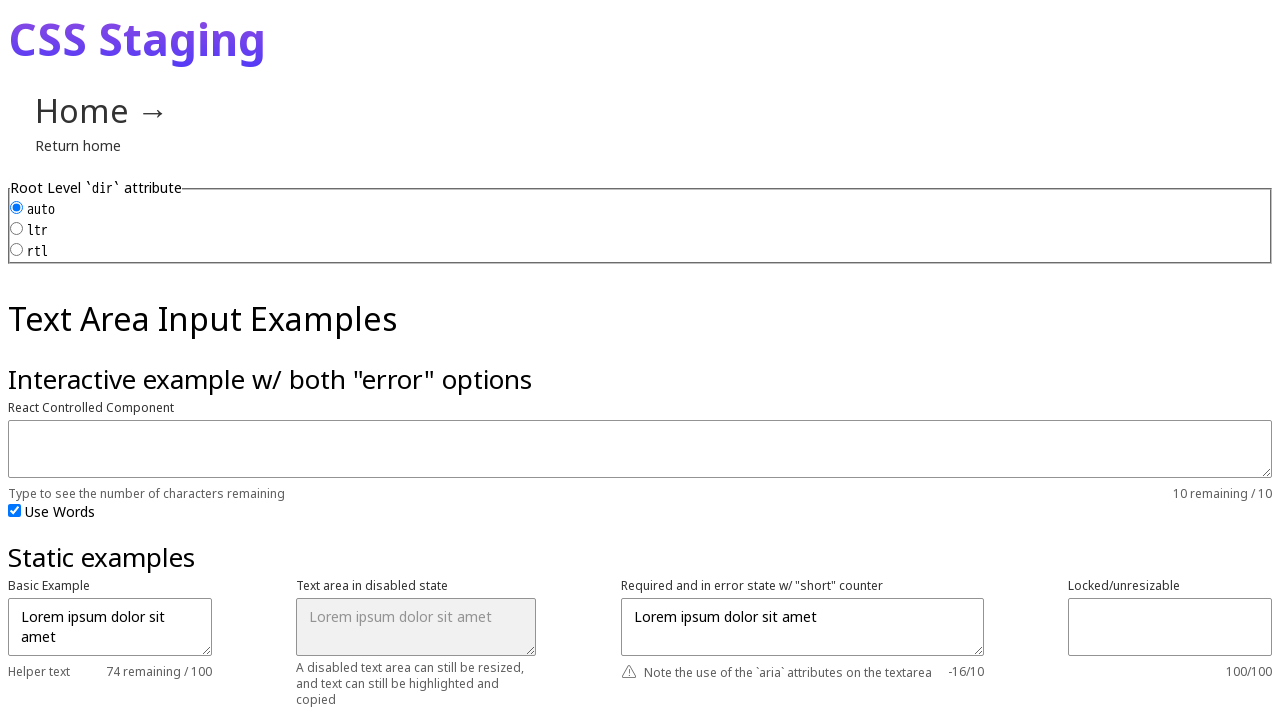 CSS Staging
Home →
Return home
Root Level `dir` attribute
auto
ltr
rtl
Text Area Input Examples
Interactive example w/ both "error" options
React Controlled Component
Type to see the number of characters remaining
10 remaining / 10
Use Words
Static examples
Basic Example
Lorem ipsum dolor sit
amet
Helper text
74 remaining / 100
Text area in disabled state
Lorem ipsum dolor sit amet
A disabled text area can still be resized,
and text can still be highlighted and
copied
Required and in error state w/ "short" counter
Lorem ipsum dolor sit amet
Note the use of the `aria` attributes on the textarea
-16/10
Locked/unresizable
100/100